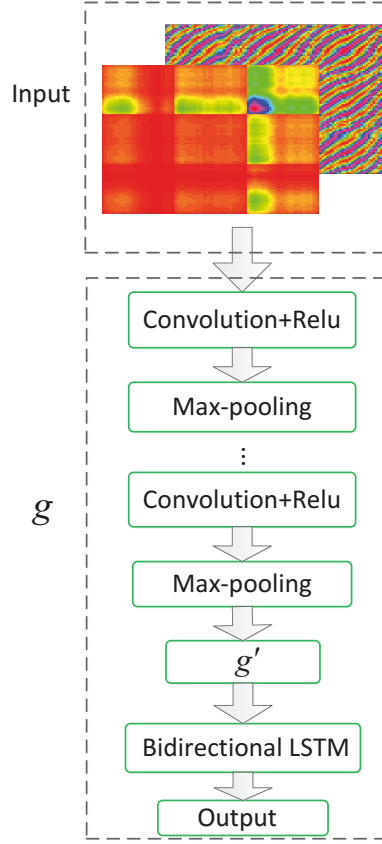 Input
Convolution+Relu
Max-pooling
⋮
Convolution+Relu
g
Max-pooling
g′
Bidirectional LSTM
Output